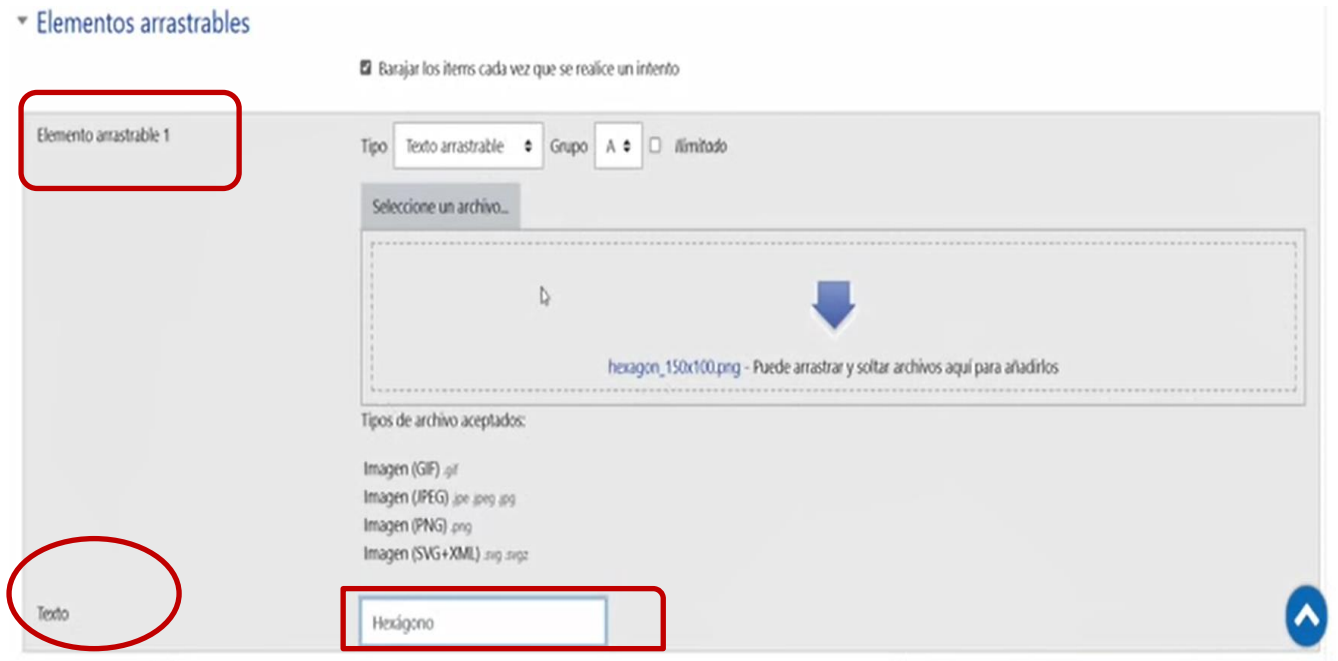 Elementos arrastrables
Barajar los items cada vez que se realice un intento
Elemento arrastrable 1
Tipo Texto arrastrable Grupo A Ilimitado
Seleccione un archivo...
hexagon_150x100.png - Puede arrastrar y soltar archivos aquí para añadirlos
Tipos de archivo aceptados:
Imagen (GIF) .gif
Imagen (JPEG) .jpe .jpeg .jpg
Imagen (PNG) .png
Imagen (SVG+XML) .svg .svgz
Texto Hexágono